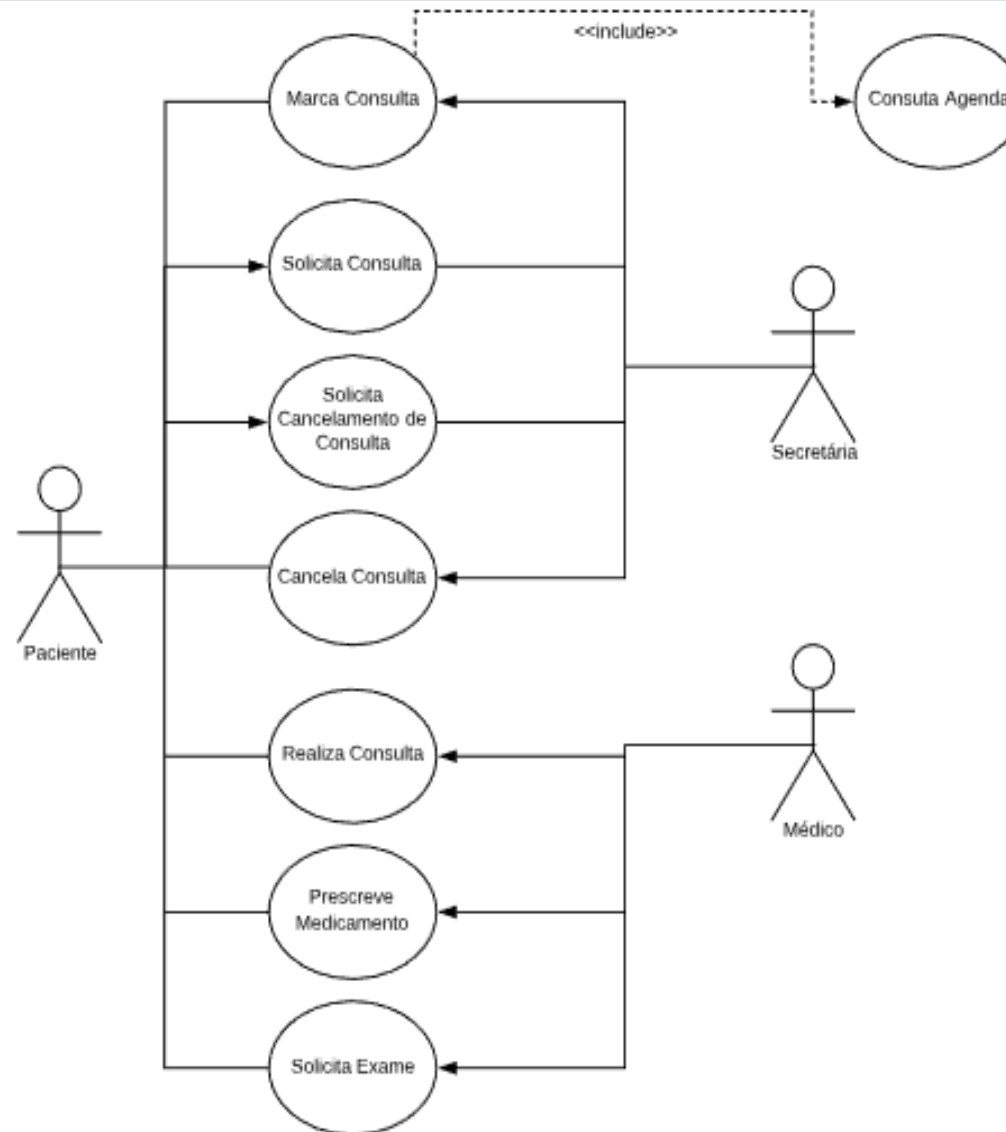 <<include>>
Marca Consulta
Consuta Agenda
Solicita Consulta
Solicita
Cancelamento de
Consulta
Secretária
Cancela Consulta
Paciente
Realiza Consulta
Médico
Prescreve
Medicamento
Solicita Exame